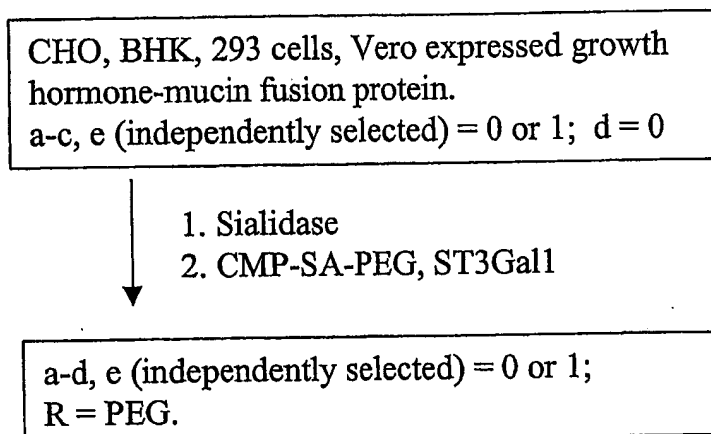 CHO, BHK, 293 cells, Vero expressed growth
hormone-mucin fusion protein.
a-c, e (independently selected) = 0 or 1; d = 0
1. Sialidase
2. CMP-SA-PEG, ST3Gal1
a-d, e (independently selected) = 0 or 1;
R = PEG.